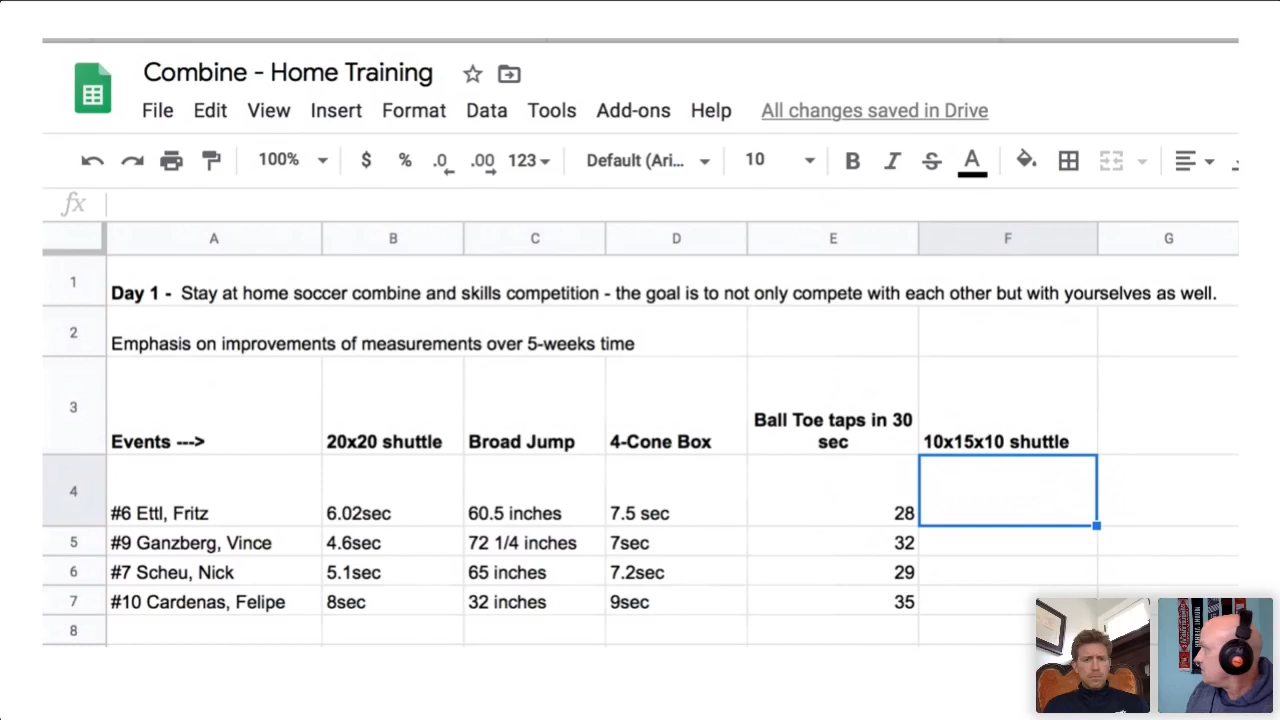 Combine - Home Training
File Edit View Insert Format Data Tools Add-ons Help All changes saved in Drive
100% $ % .0 .00 123 Default (Ari... 10 B I S A
fx
A B C D E F G
1 Day 1 - Stay at home soccer combine and skills competition - the goal is to not only compete with each other but with yourselves as well.
2 Emphasis on improvements of measurements over 5-weeks time
3 Events ---> 20x20 shuttle Broad Jump 4-Cone Box Ball Toe taps in 30 sec 10x15x10 shuttle
4 #6 Ettl, Fritz 6.02sec 60.5 inches 7.5 sec 28
5 #9 Ganzberg, Vince 4.6sec 72 1/4 inches 7sec 32
6 #7 Scheu, Nick 5.1sec 65 inches 7.2sec 29
7 #10 Cardenas, Felipe 8sec 32 inches 9sec 35
8